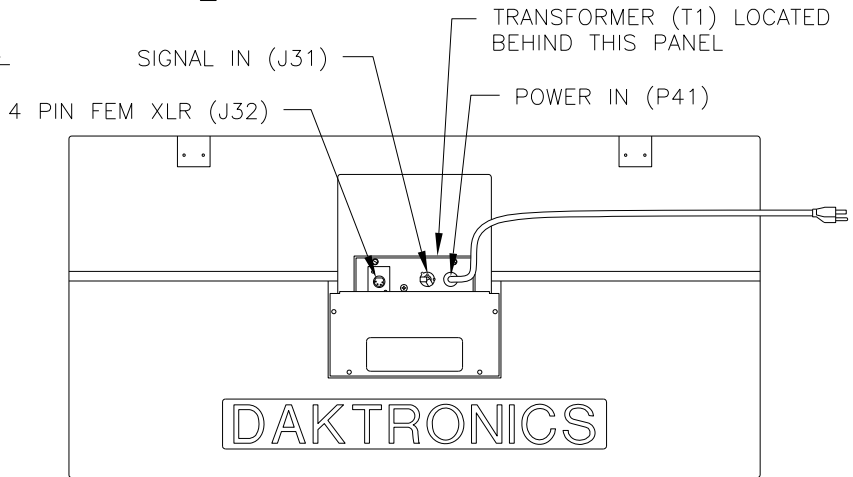 TRANSFORMER (T1) LOCATED
BEHIND THIS PANEL
SIGNAL IN (J31)
POWER IN (P41)
4 PIN FEM XLR (J32)
DAKTRONICS